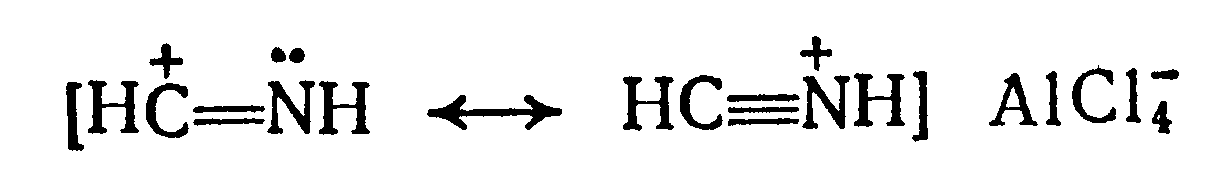 [HC⁺=N̈H ↔ HC≡N⁺H] AlCl₄⁻